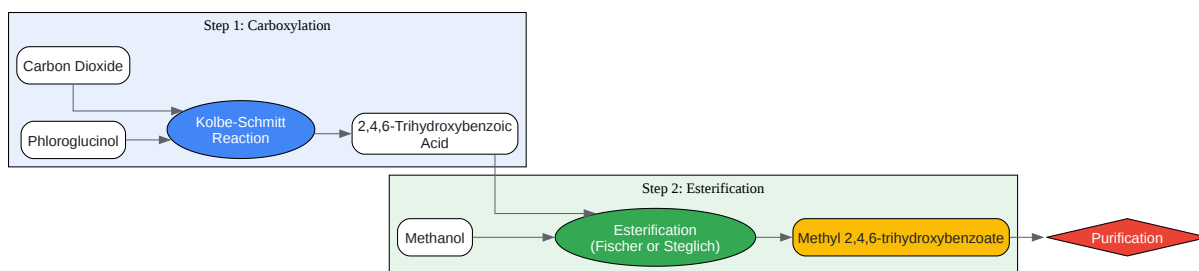 Step 1: Carboxylation
Carbon Dioxide
Phloroglucinol
Kolbe-Schmitt
Reaction
2,4,6-Trihydroxybenzoic
Acid
Step 2: Esterification
Methanol
Esterification
(Fischer or Steglich)
Methyl 2,4,6-trihydroxybenzoate
Purification